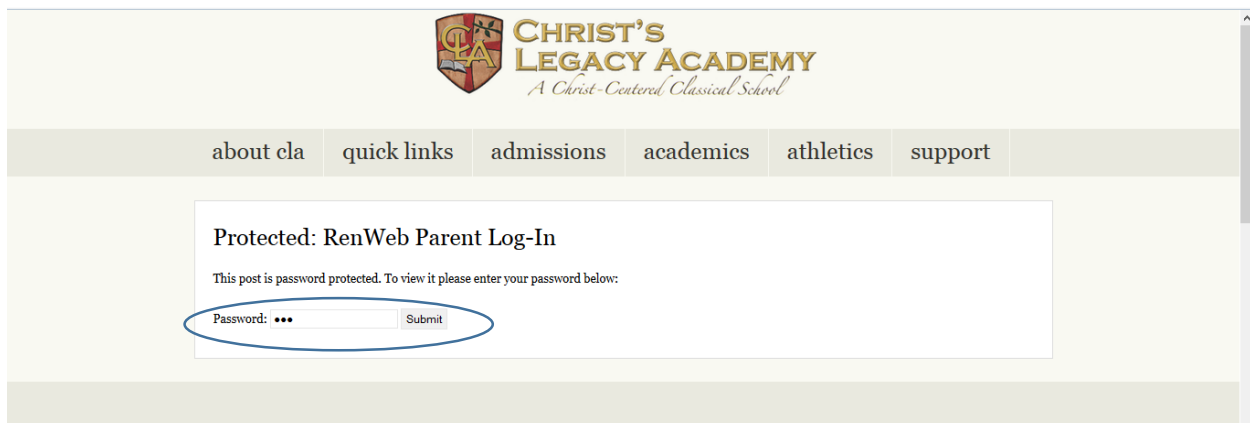 CLA
CHRIST'S
LEGACY ACADEMY
A Christ-Centered Classical School
about cla quick links admissions academics athletics support
Protected: RenWeb Parent Log-In
This post is password protected. To view it please enter your password below:
Password: ●●● Submit